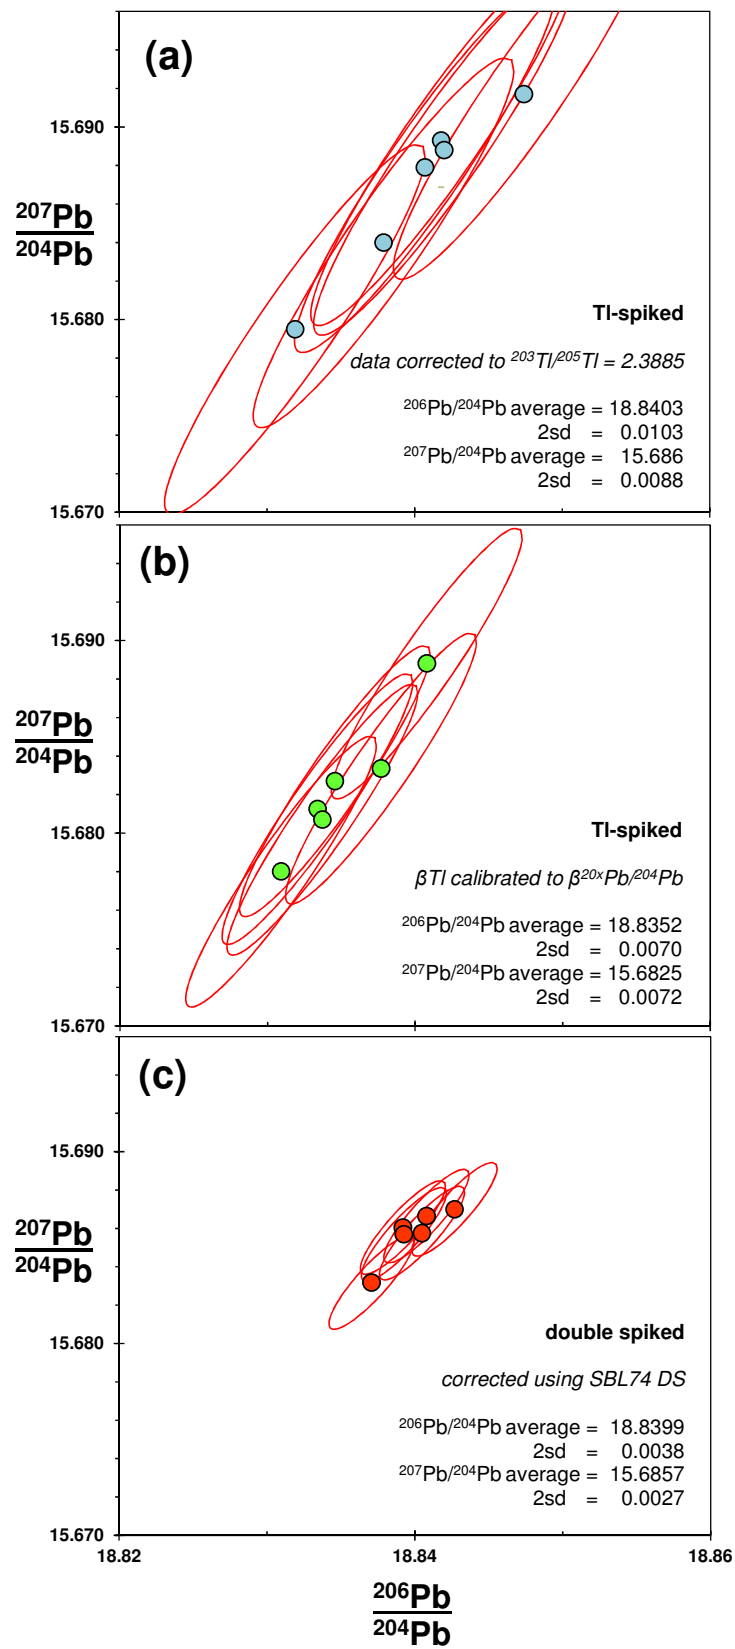 (a)
15.690
²⁰⁷Pb
²⁰⁴Pb
15.680
Tl-spiked
data corrected to ²⁰³Tl/²⁰⁵Tl = 2.3885
²⁰⁶Pb/²⁰⁴Pb average = 18.8403
2sd = 0.0103
²⁰⁷Pb/²⁰⁴Pb average = 15.686
2sd = 0.0088
15.670
(b)
15.690
²⁰⁷Pb
²⁰⁴Pb
15.680
Tl-spiked
βTl calibrated to β²⁰ˣPb/²⁰⁴Pb
²⁰⁶Pb/²⁰⁴Pb average = 18.8352
2sd = 0.0070
²⁰⁷Pb/²⁰⁴Pb average = 15.6825
2sd = 0.0072
15.670
(c)
15.690
²⁰⁷Pb
²⁰⁴Pb
15.680
double spiked
corrected using SBL74 DS
²⁰⁶Pb/²⁰⁴Pb average = 18.8399
2sd = 0.0038
²⁰⁷Pb/²⁰⁴Pb average = 15.6857
2sd = 0.0027
15.670
18.82 18.84 18.86
²⁰⁶Pb
²⁰⁴Pb